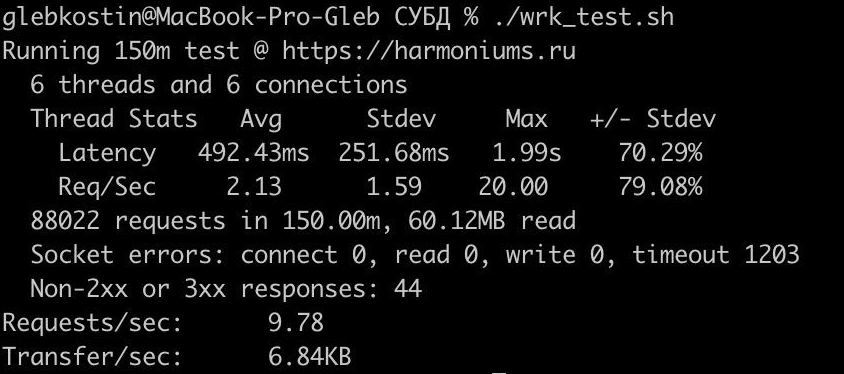 glebkostin@MacBook-Pro-Gleb СУБД % ./wrk_test.sh
Running 150m test @ https://harmoniums.ru
  6 threads and 6 connections
  Thread Stats   Avg      Stdev     Max   +/- Stdev
    Latency   492.43ms  251.68ms   1.99s    70.29%
    Req/Sec     2.13      1.59    20.00     79.08%
  88022 requests in 150.00m, 60.12MB read
  Socket errors: connect 0, read 0, write 0, timeout 1203
  Non-2xx or 3xx responses: 44
Requests/sec:      9.78
Transfer/sec:      6.84KB